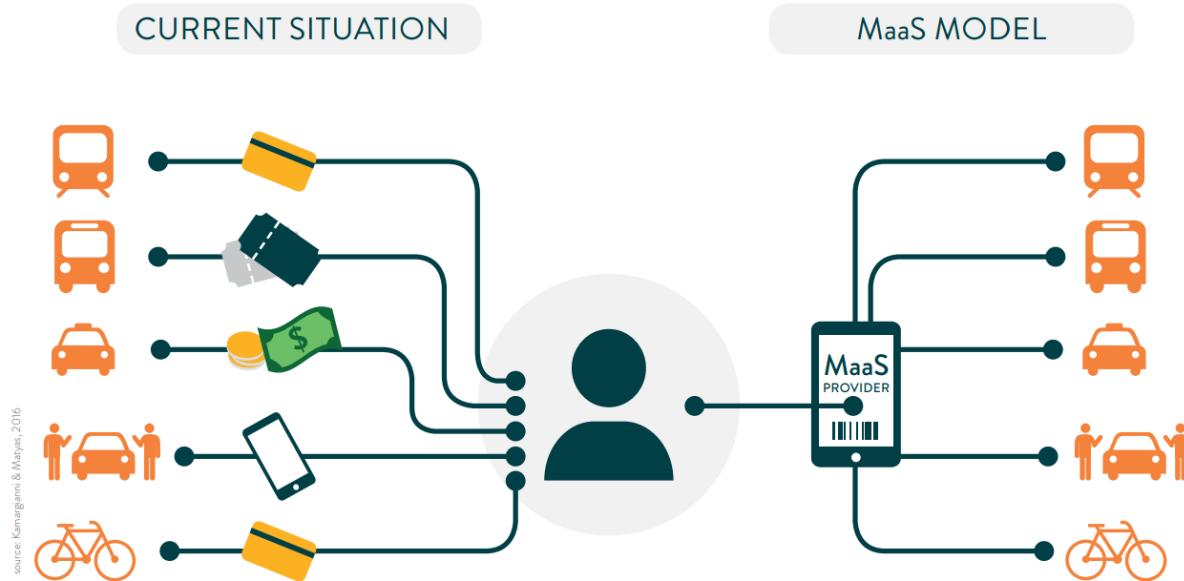 CURRENT SITUATION
MaaS MODEL
$
MaaS
PROVIDER
source: Kamargianni & Matyas, 2016